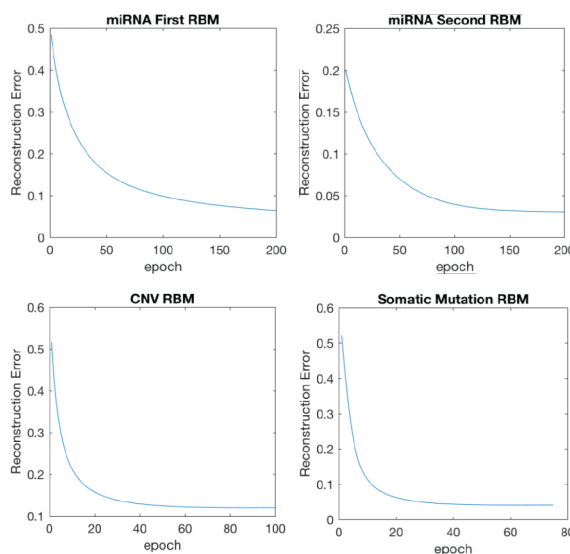 miRNA First RBM
0.5
0.4
0.3
0.2
0.1
0
Reconstruction Error
0 50 100 150 200
epoch
miRNA Second RBM
0.25
0.2
0.15
0.1
0.05
0
Reconstruction Error
0 50 100 150 200
epoch
CNV RBM
0.6
0.5
0.4
0.3
0.2
0.1
Reconstruction Error
0 20 40 60 80 100
epoch
Somatic Mutation RBM
0.6
0.5
0.4
0.3
0.2
0.1
0
Reconstruction Error
0 20 40 60 80
epoch